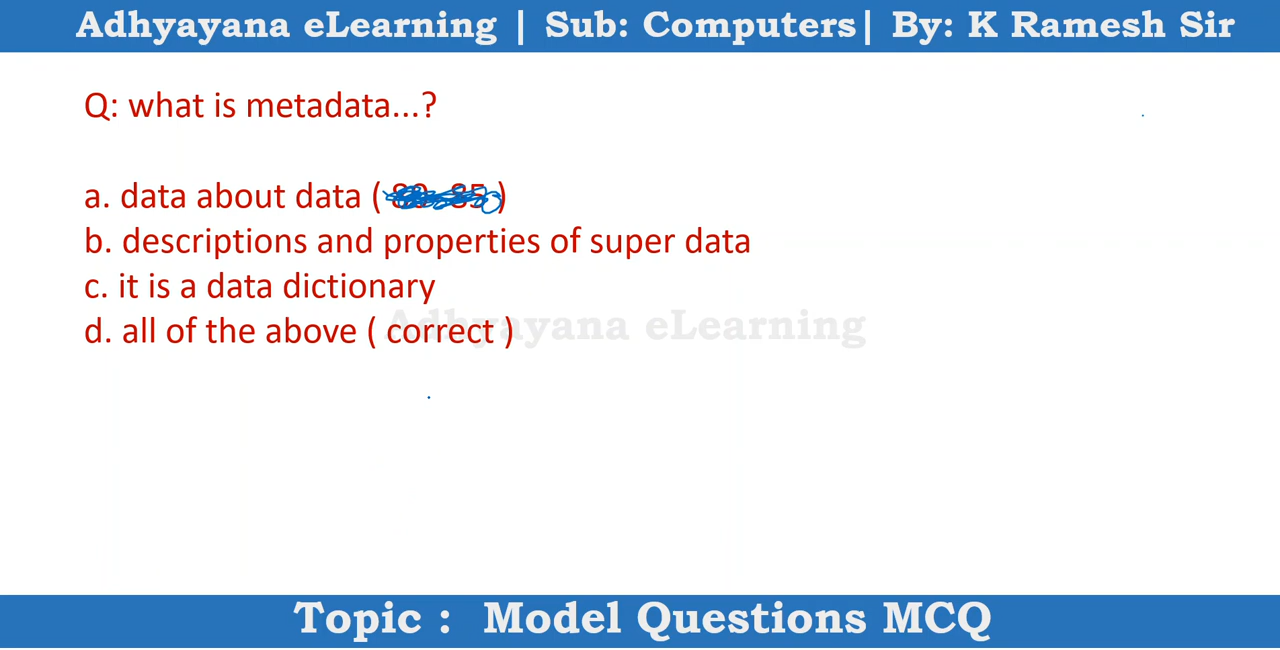 Adhyayana eLearning | Sub: Computers| By: K Ramesh Sir
Q: what is metadata...?
a. data about data ( )
b. descriptions and properties of super data
c. it is a data dictionary
d. all of the above ( correct )
Adhyayana eLearning
Topic : Model Questions MCQ